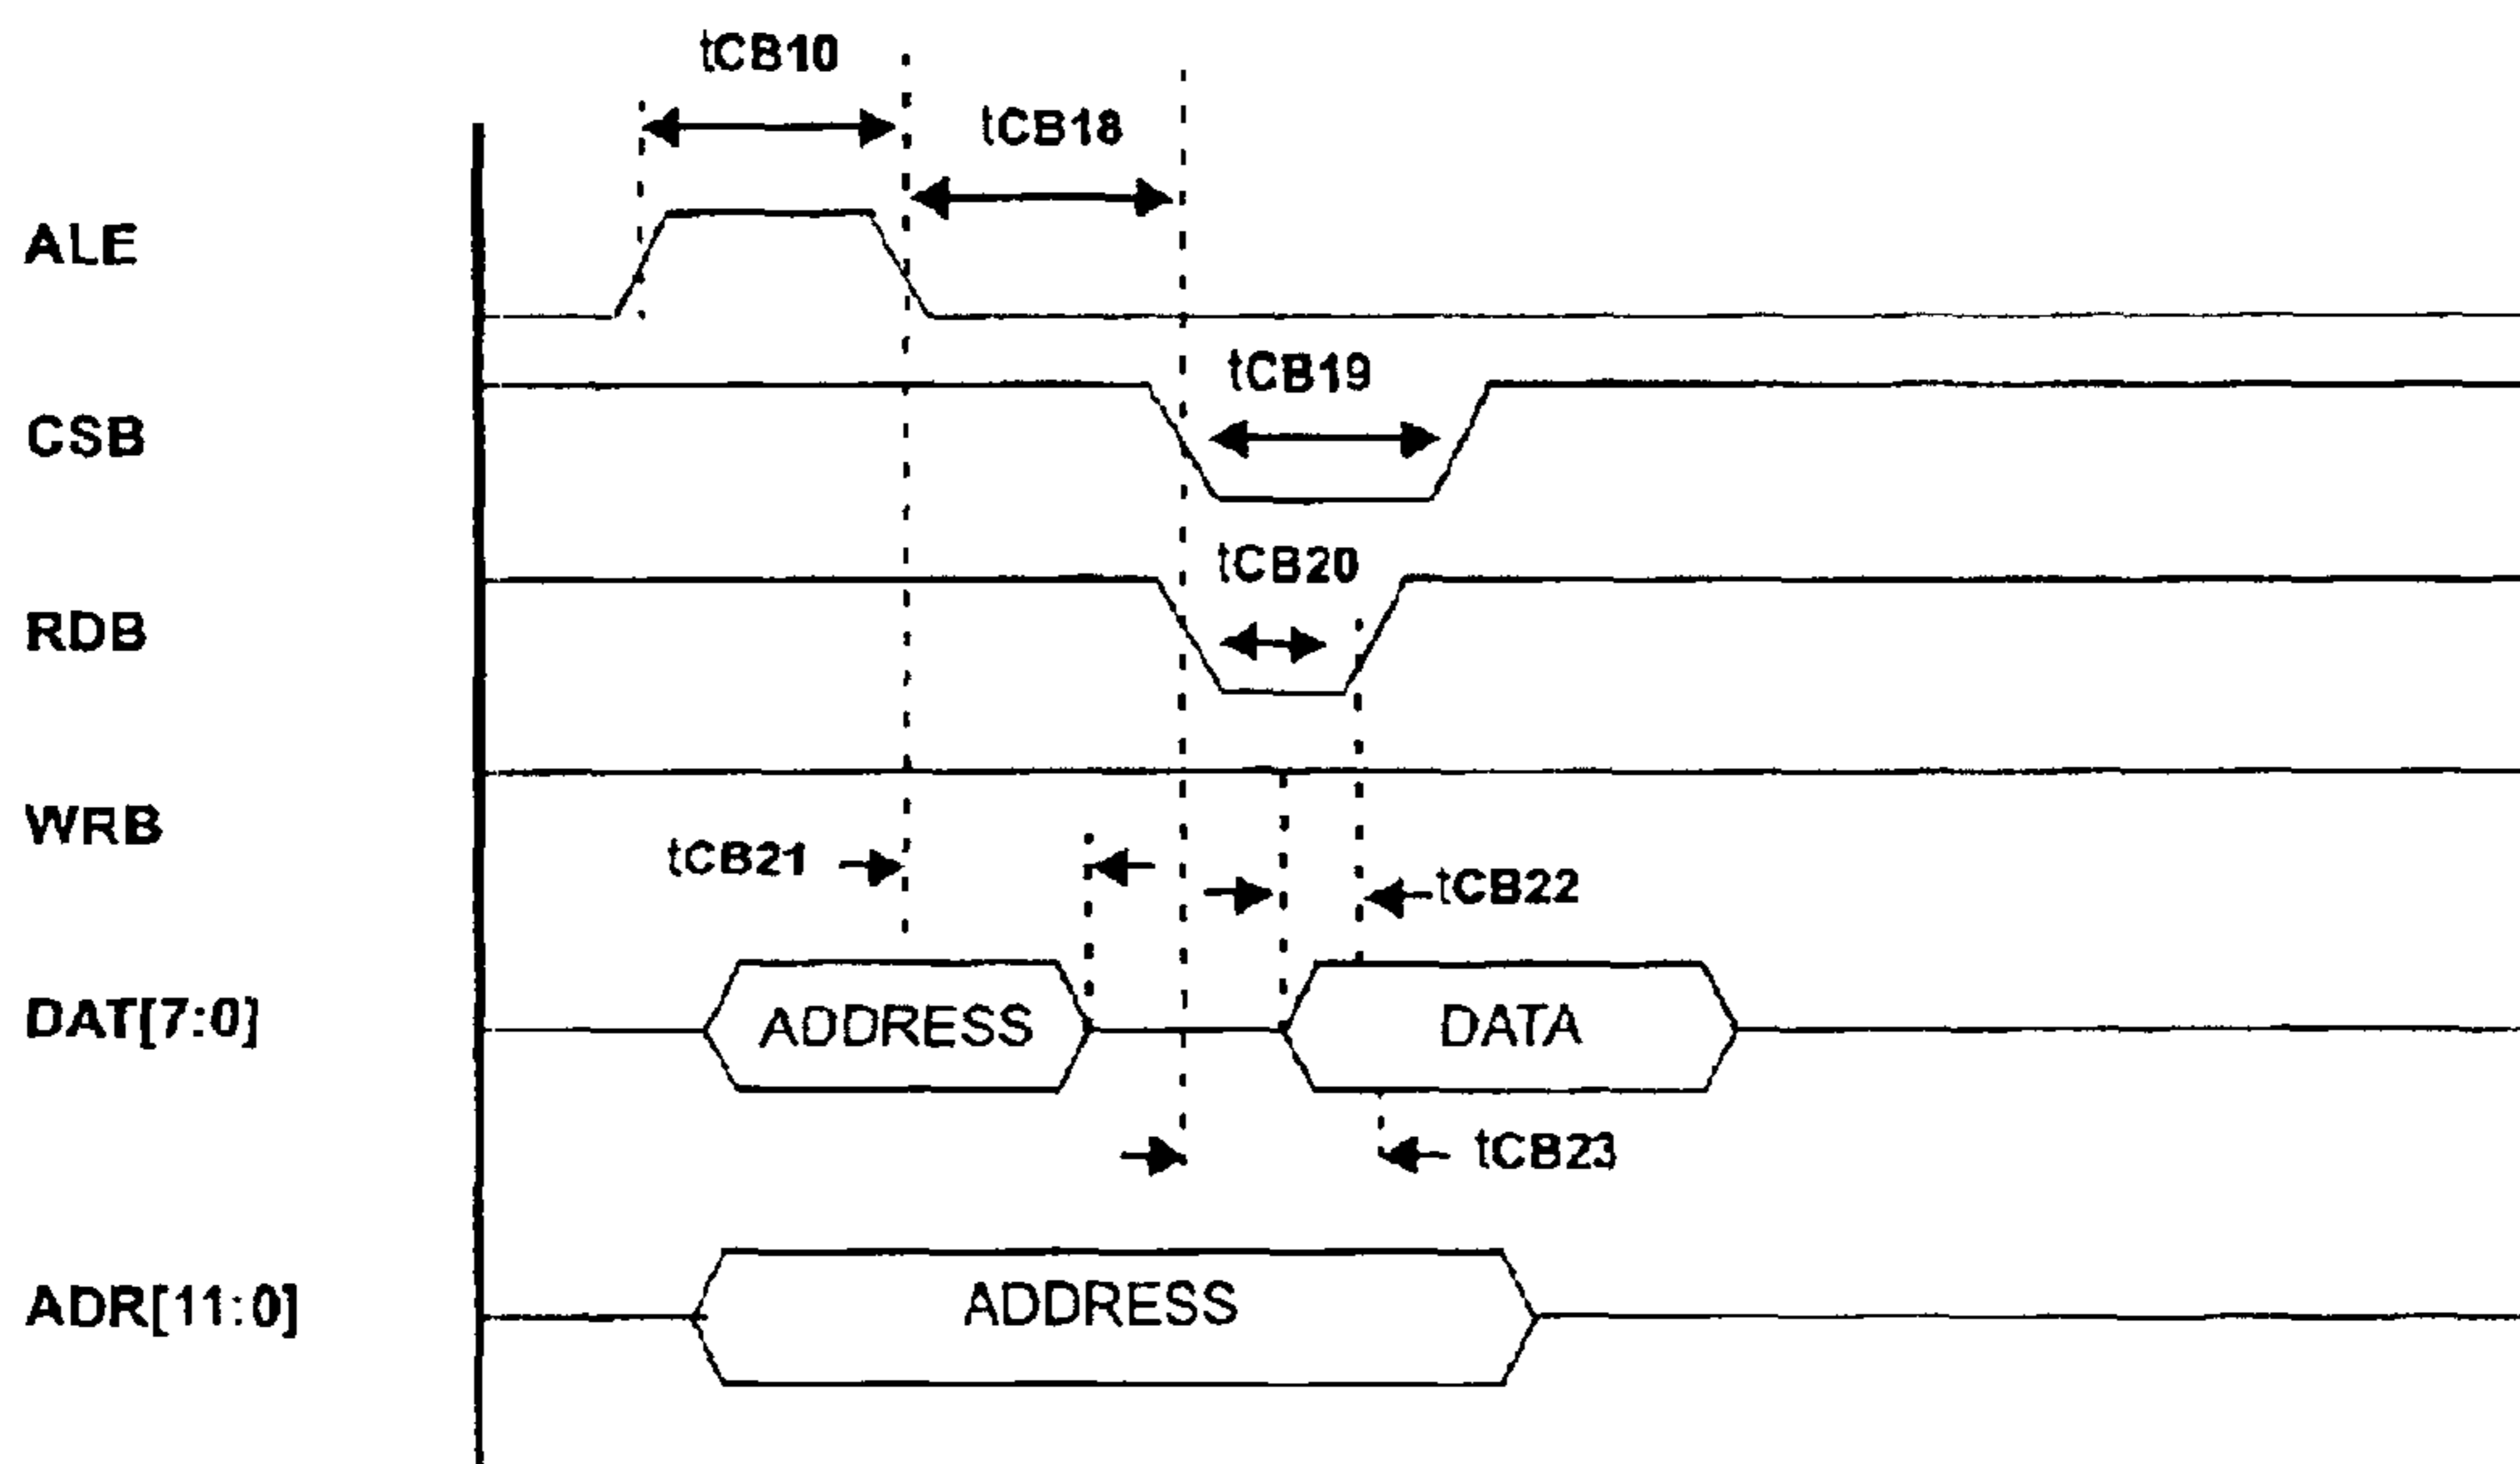 tCB10
tCB18
ALE
tCB19
CSB
tCB20
RDB
WRB
tCB21
tCB22
DAT[7:0]
ADDRESS
DATA
tCB23
ADR[11:0]
ADDRESS